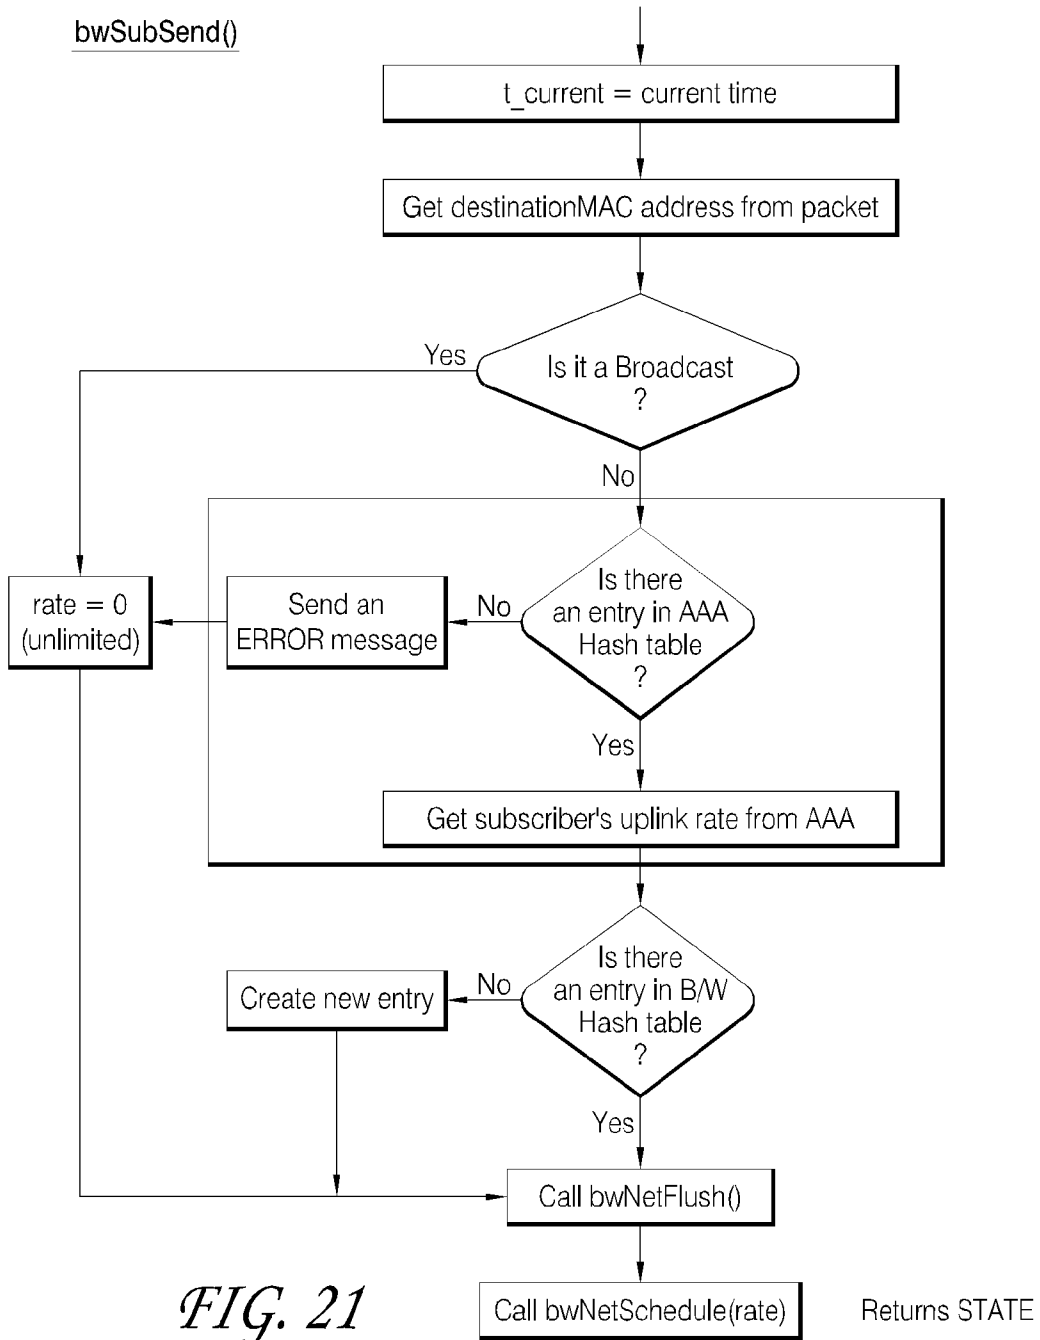 bwSubSend()
t_current = current time
Get destinationMAC address from packet
Yes
Is it a Broadcast
?
No
rate = 0
(unlimited)
Send an
ERROR message
No
Is there
an entry in AAA
Hash table
?
Yes
Get subscriber's uplink rate from AAA
Create new entry
No
Is there
an entry in B/W
Hash table
?
Yes
Call bwNetFlush()
Call bwNetSchedule(rate)
Returns STATE
FIG. 21